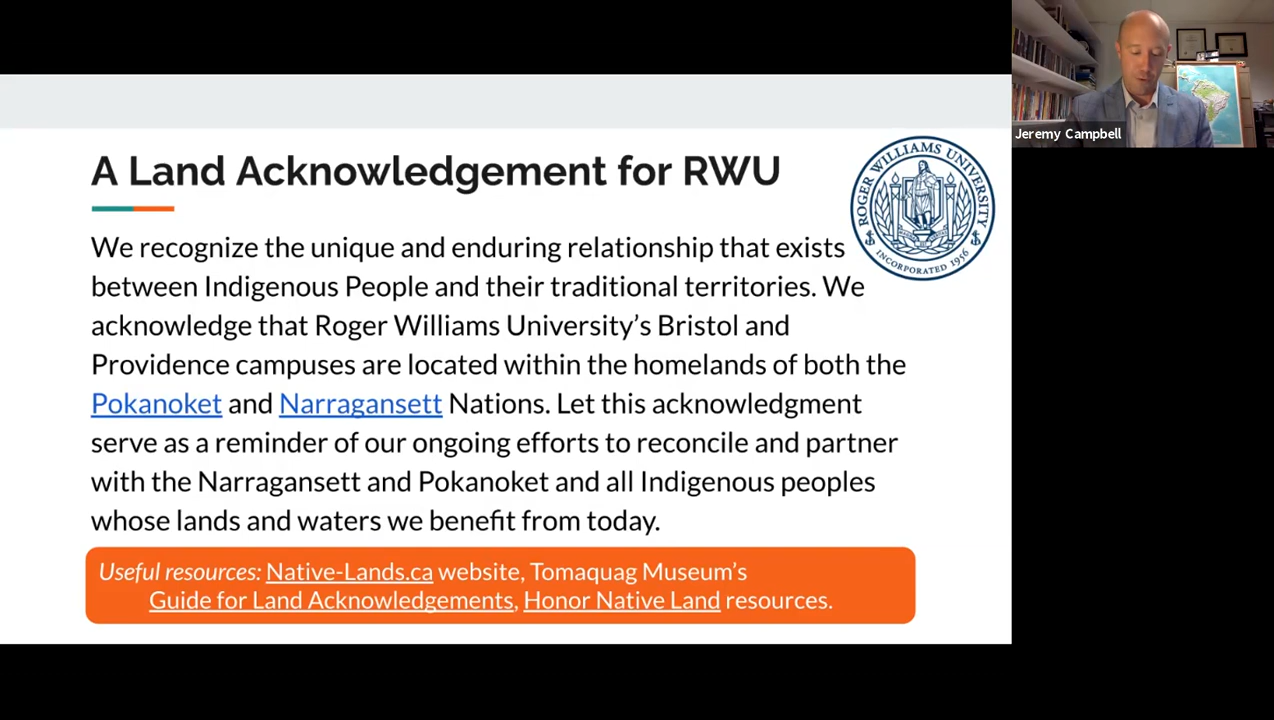 Jeremy Campbell
A Land Acknowledgement for RWU
ROGER WILLIAMS UNIVERSITY
INCORPORATED 1956
We recognize the unique and enduring relationship that exists
between Indigenous People and their traditional territories. We
acknowledge that Roger Williams University’s Bristol and
Providence campuses are located within the homelands of both the
Pokanoket and Narragansett Nations. Let this acknowledgment
serve as a reminder of our ongoing efforts to reconcile and partner
with the Narragansett and Pokanoket and all Indigenous peoples
whose lands and waters we benefit from today.
Useful resources: Native-Lands.ca website, Tomaquag Museum’s
Guide for Land Acknowledgements, Honor Native Land resources.